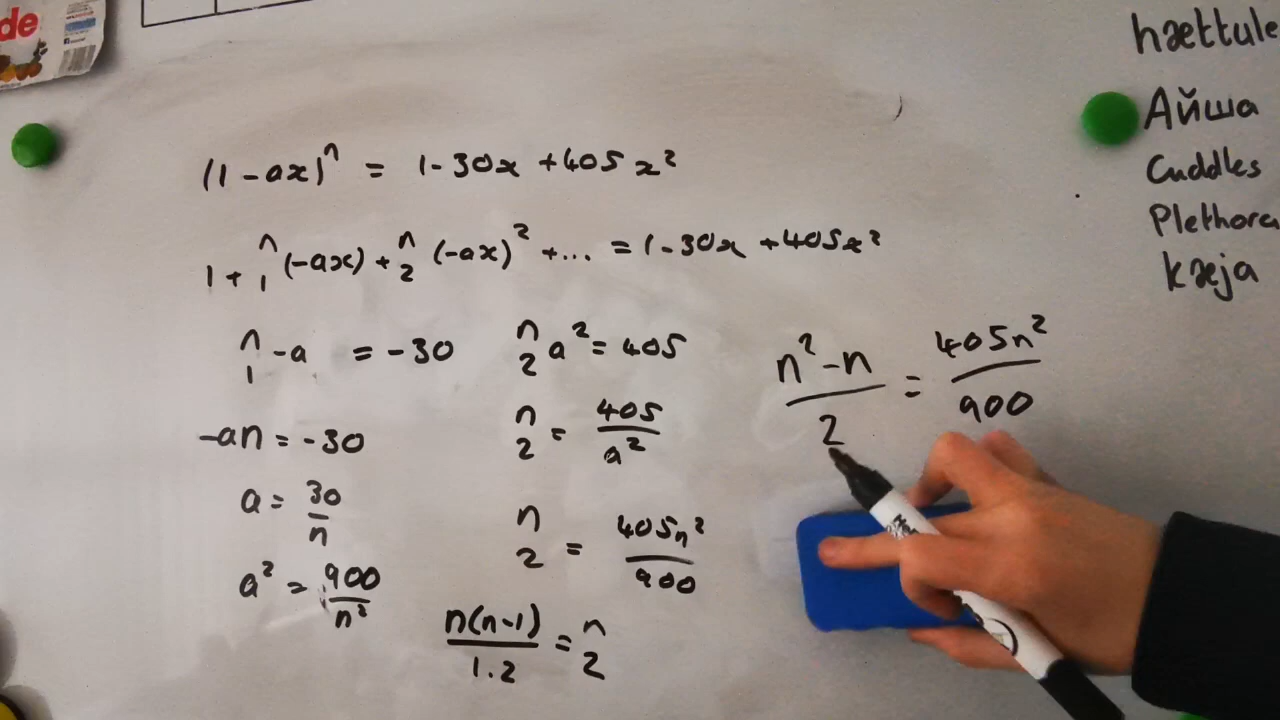 de
(1 - ax)ⁿ = 1 - 30x + 405x²
1 + n 1 (-ax) + n 2 (-ax)² + ... = 1 - 30x + 405x²
n 1 -a = -30
-an = -30
a = 30/n
a² = 900/n²
n 2 a² = 405
n 2 = 405/a²
n 2 = 405n²/900
n(n-1)/1.2 = n 2
n² - n/2 = 405n²/900
hættule
Айша
Cuddles
Plethora
kæja